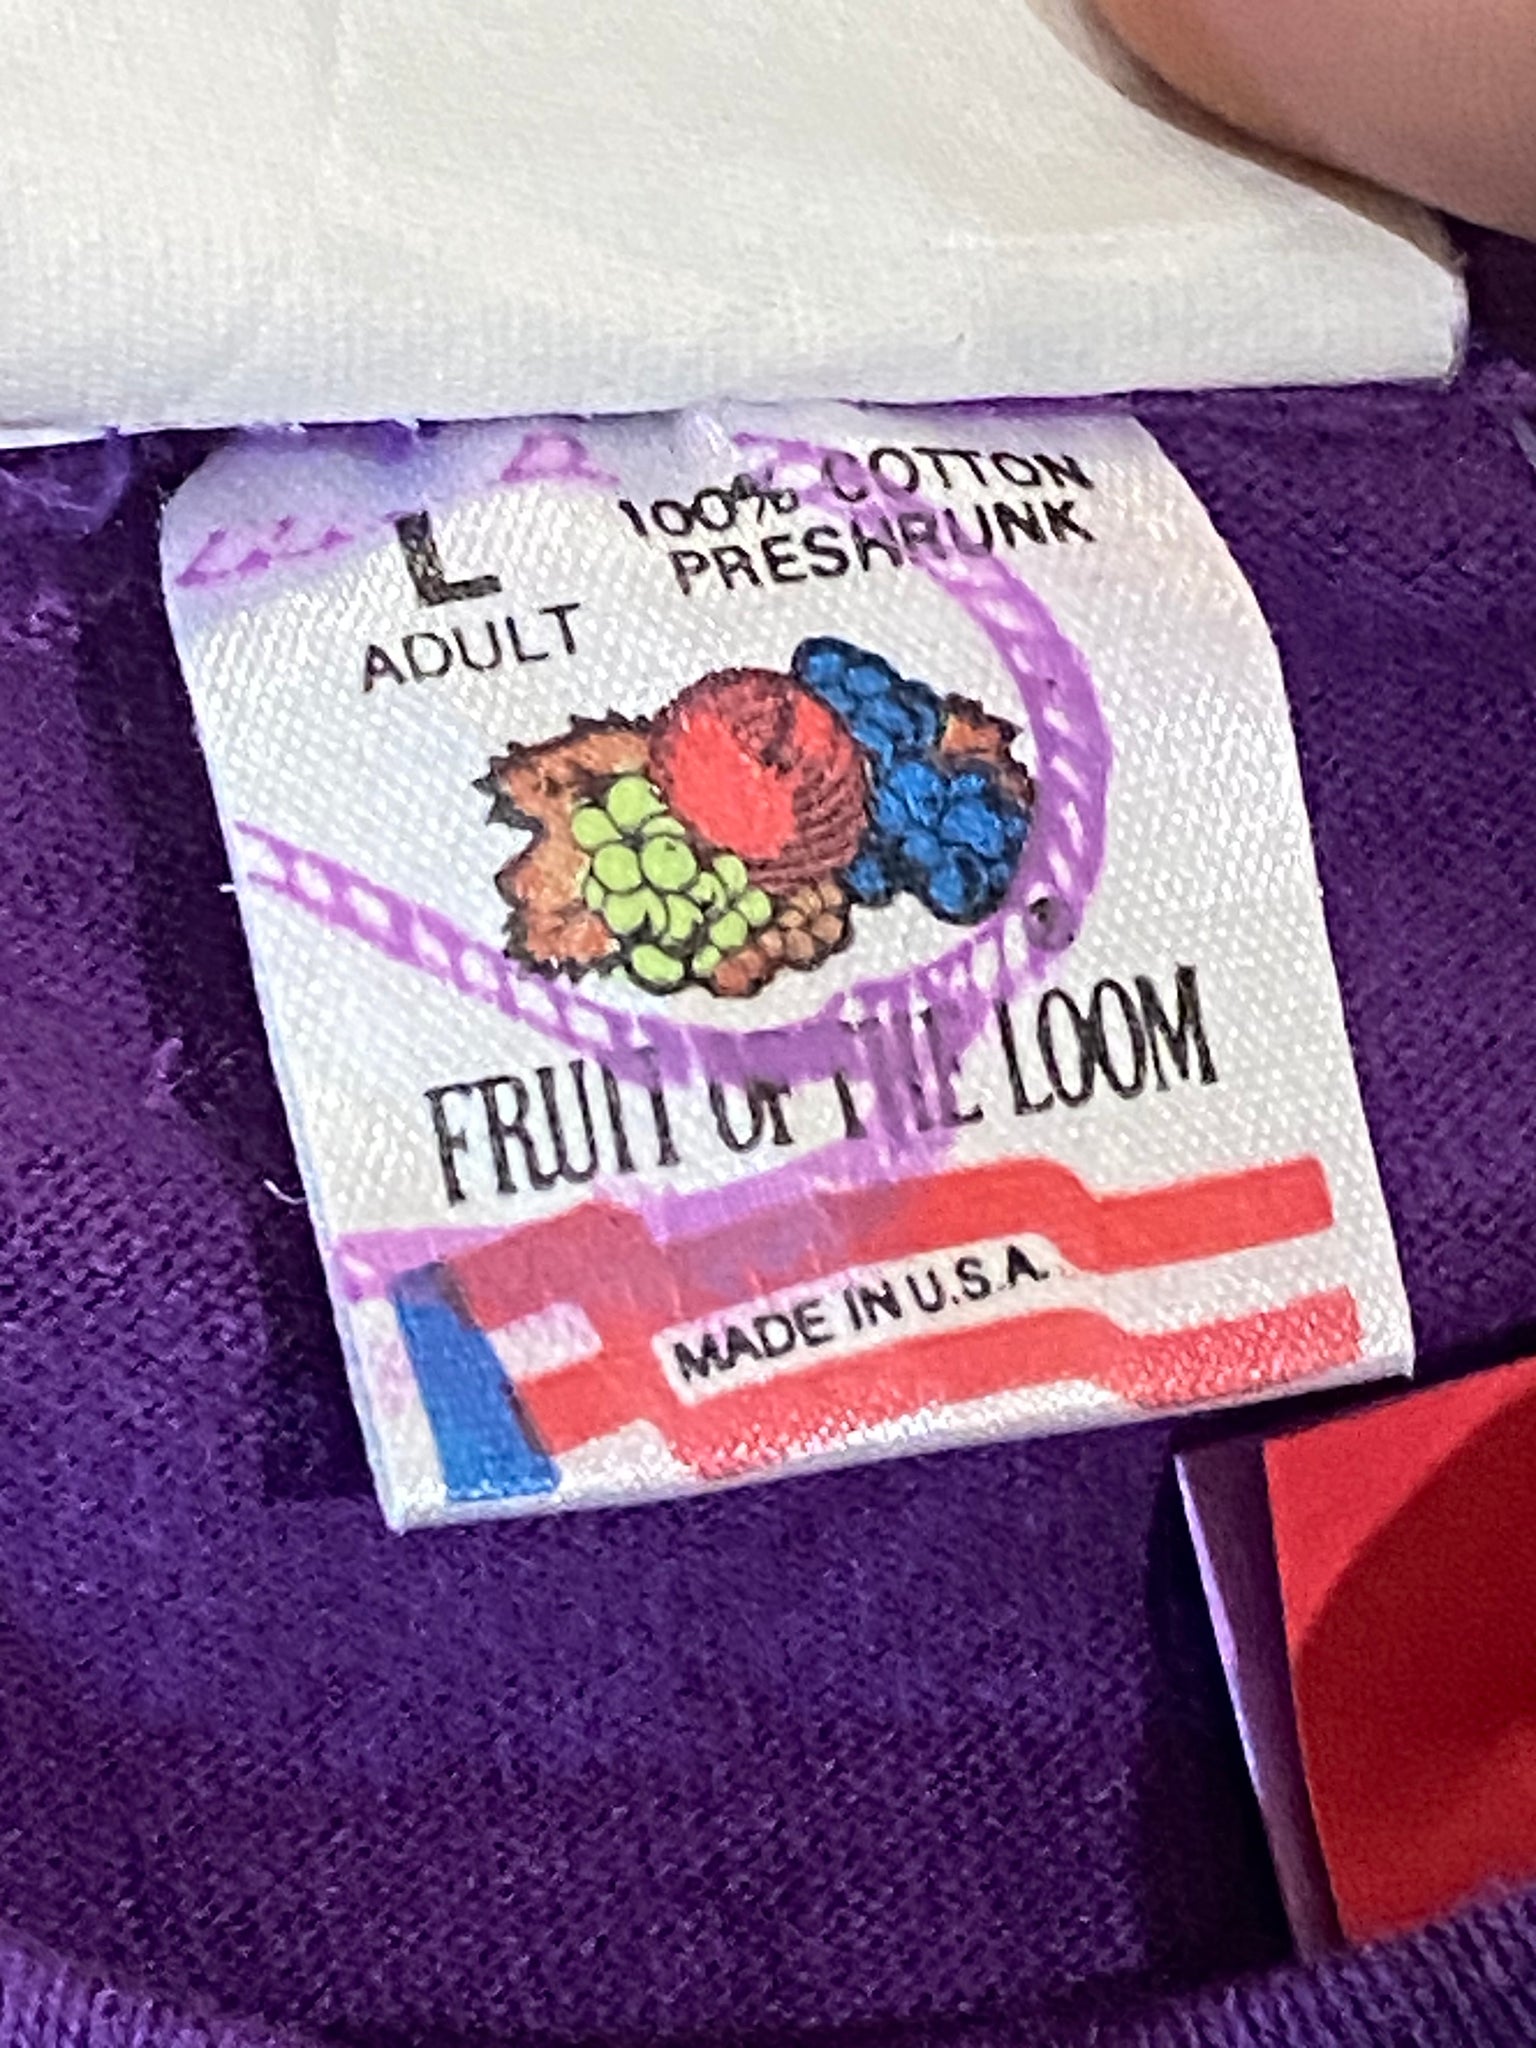 L
ADULT
100% COTTON
PRESHRUNK
FRUIT OF THE LOOM
MADE IN U.S.A.